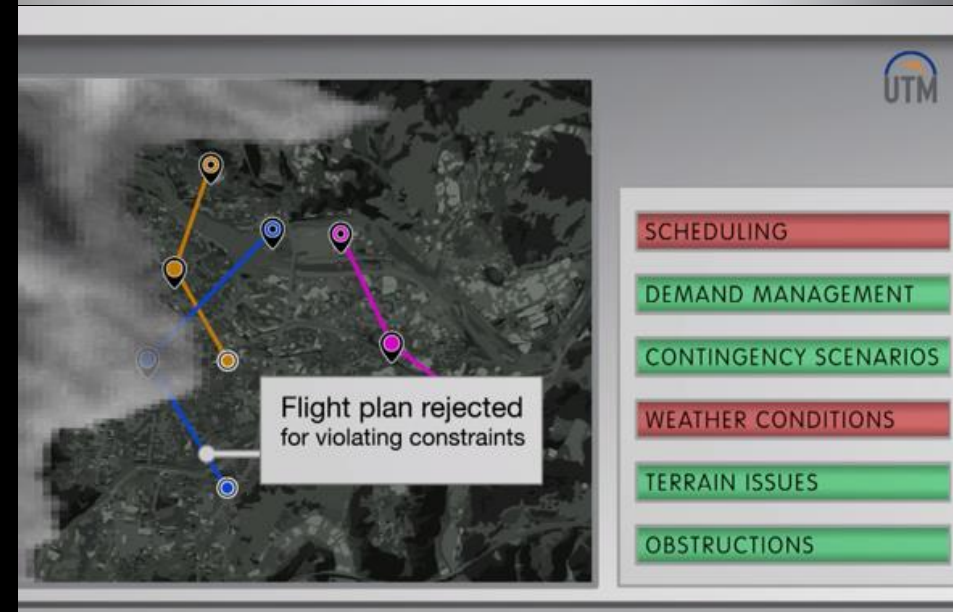 UTM
SCHEDULING
DEMAND MANAGEMENT
CONTINGENCY SCENARIOS
WEATHER CONDITIONS
TERRAIN ISSUES
OBSTRUCTIONS
Flight plan rejected
for violating constraints